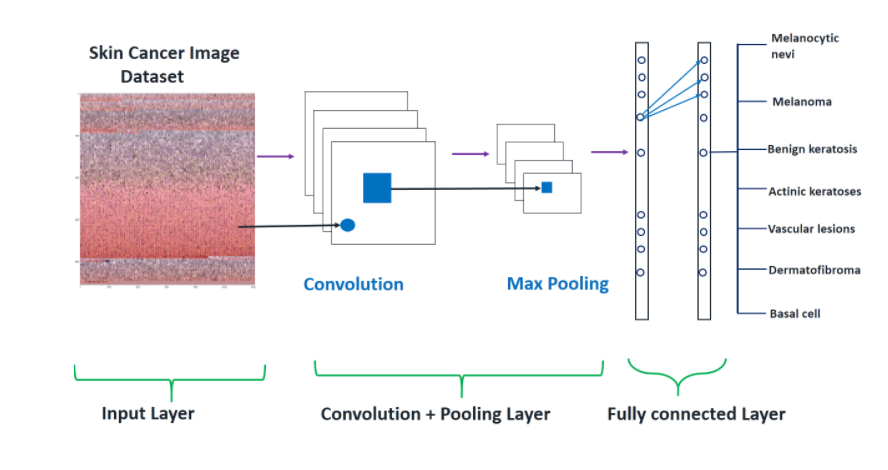 Skin Cancer Image
Dataset
Convolution
Max Pooling
Melanocytic
nevi
Melanoma
Benign keratosis
Actinic keratoses
Vascular lesions
Dermatofibroma
Basal cell
Input Layer
Convolution + Pooling Layer
Fully connected Layer